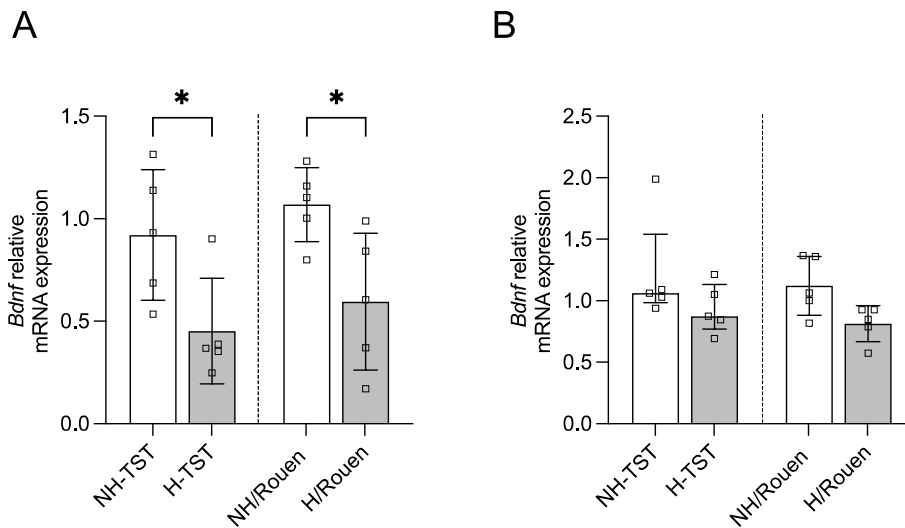 A
B
*
*
Bdnf relative
mRNA expression
1.5
1.0
0.5
0.0
NH-TST
H-TST
NH/Rouen
H/Rouen
Bdnf relative
mRNA expression
2.5
2.0
1.5
1.0
0.5
0.0
NH-TST
H-TST
NH/Rouen
H/Rouen